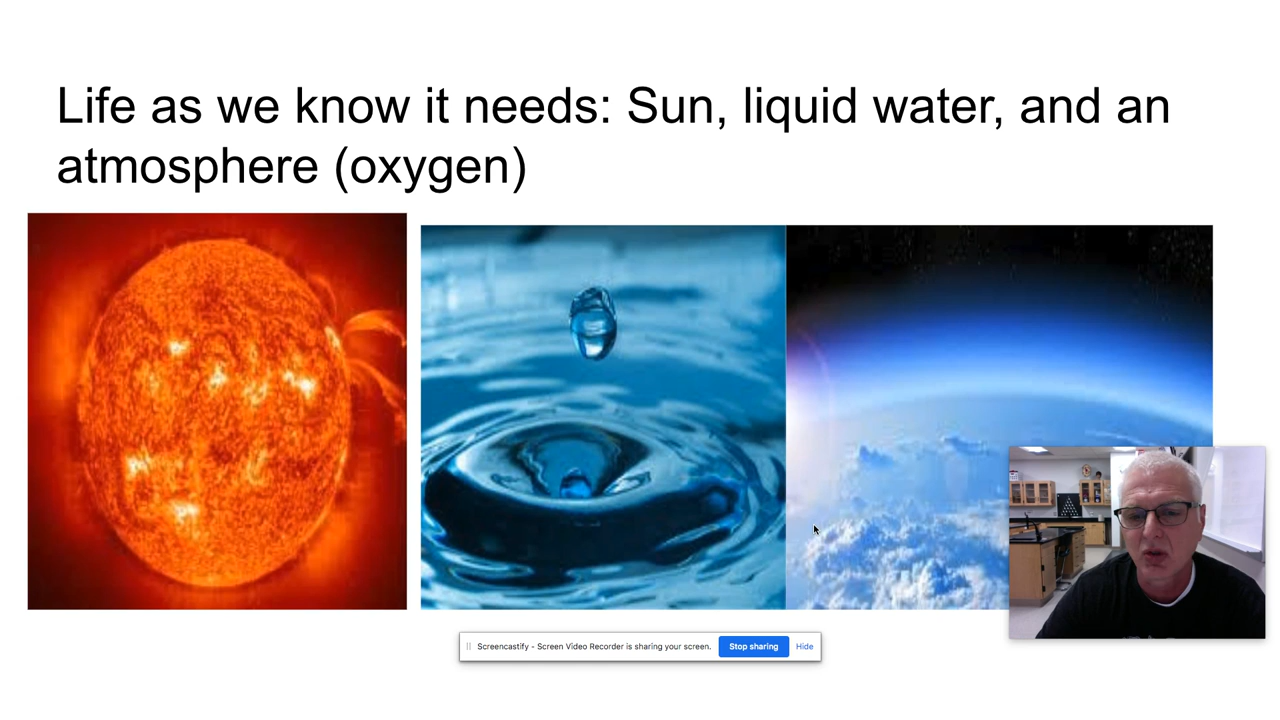 Life as we know it needs: Sun, liquid water, and an
atmosphere (oxygen)
Screencastify - Screen Video Recorder is sharing your screen. Stop sharing Hide